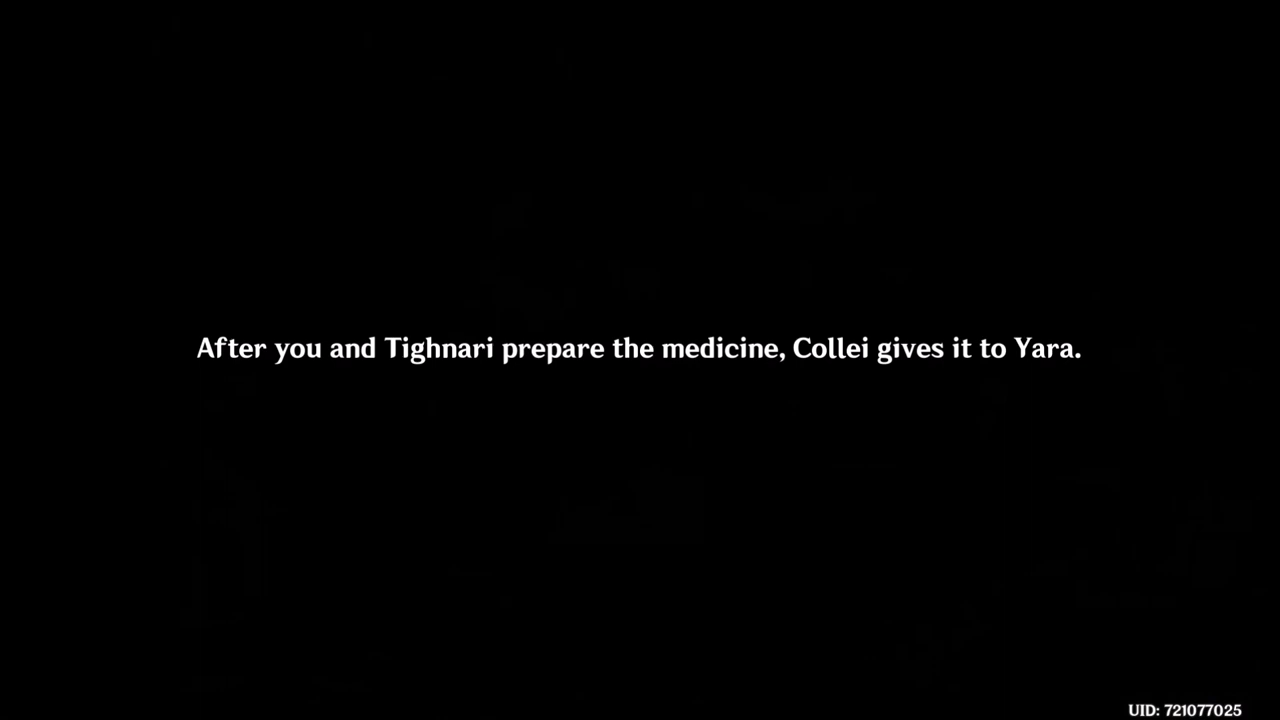 After you and Tighnari prepare the medicine, Collei gives it to Yara.
UID: 721077025